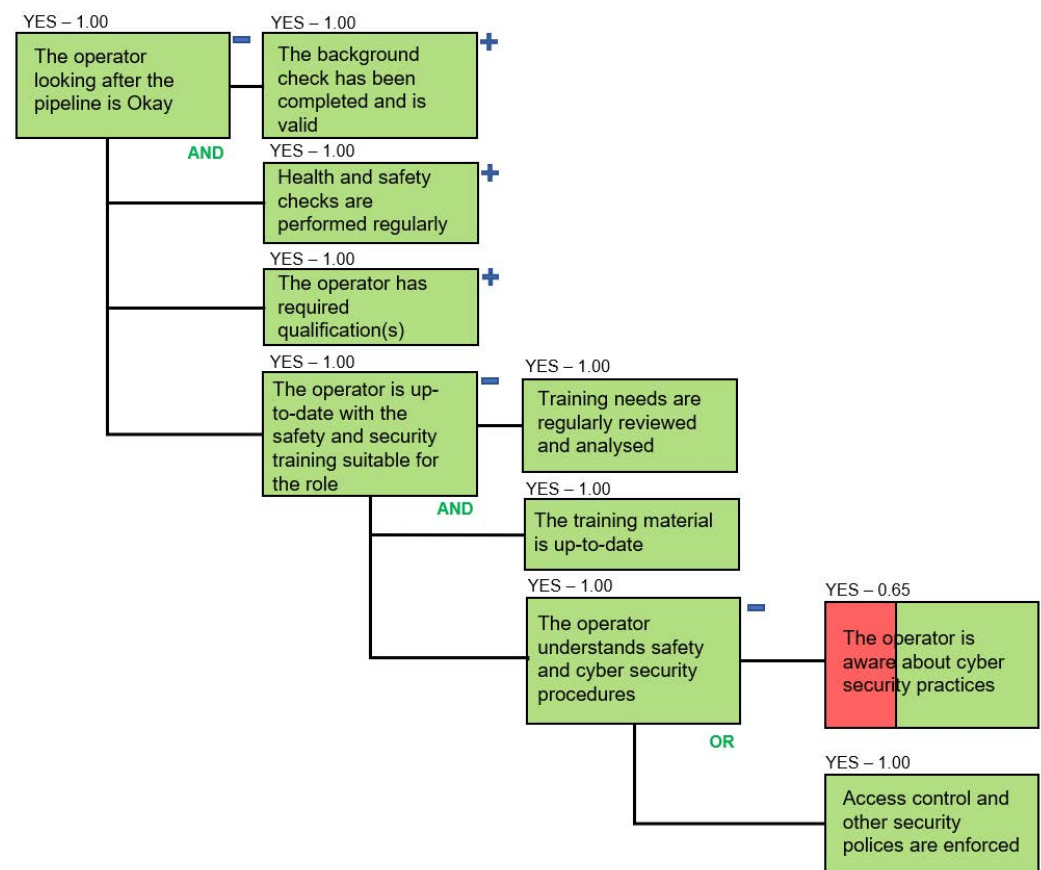 YES – 1.00
The operator
looking after the
pipeline is Okay
AND
YES – 1.00
The background
check has been
completed and is
valid
YES – 1.00
Health and safety
checks are
performed regularly
YES – 1.00
The operator has
required
qualification(s)
YES – 1.00
The operator is up-
to-date with the
safety and security
training suitable for
the role
AND
YES – 1.00
Training needs are
regularly reviewed
and analysed
YES – 1.00
The training material
is up-to-date
YES – 1.00
The operator
understands safety
and cyber security
procedures
OR
YES – 0.65
The operator is
aware about cyber
security practices
YES – 1.00
Access control and
other security
polices are enforced